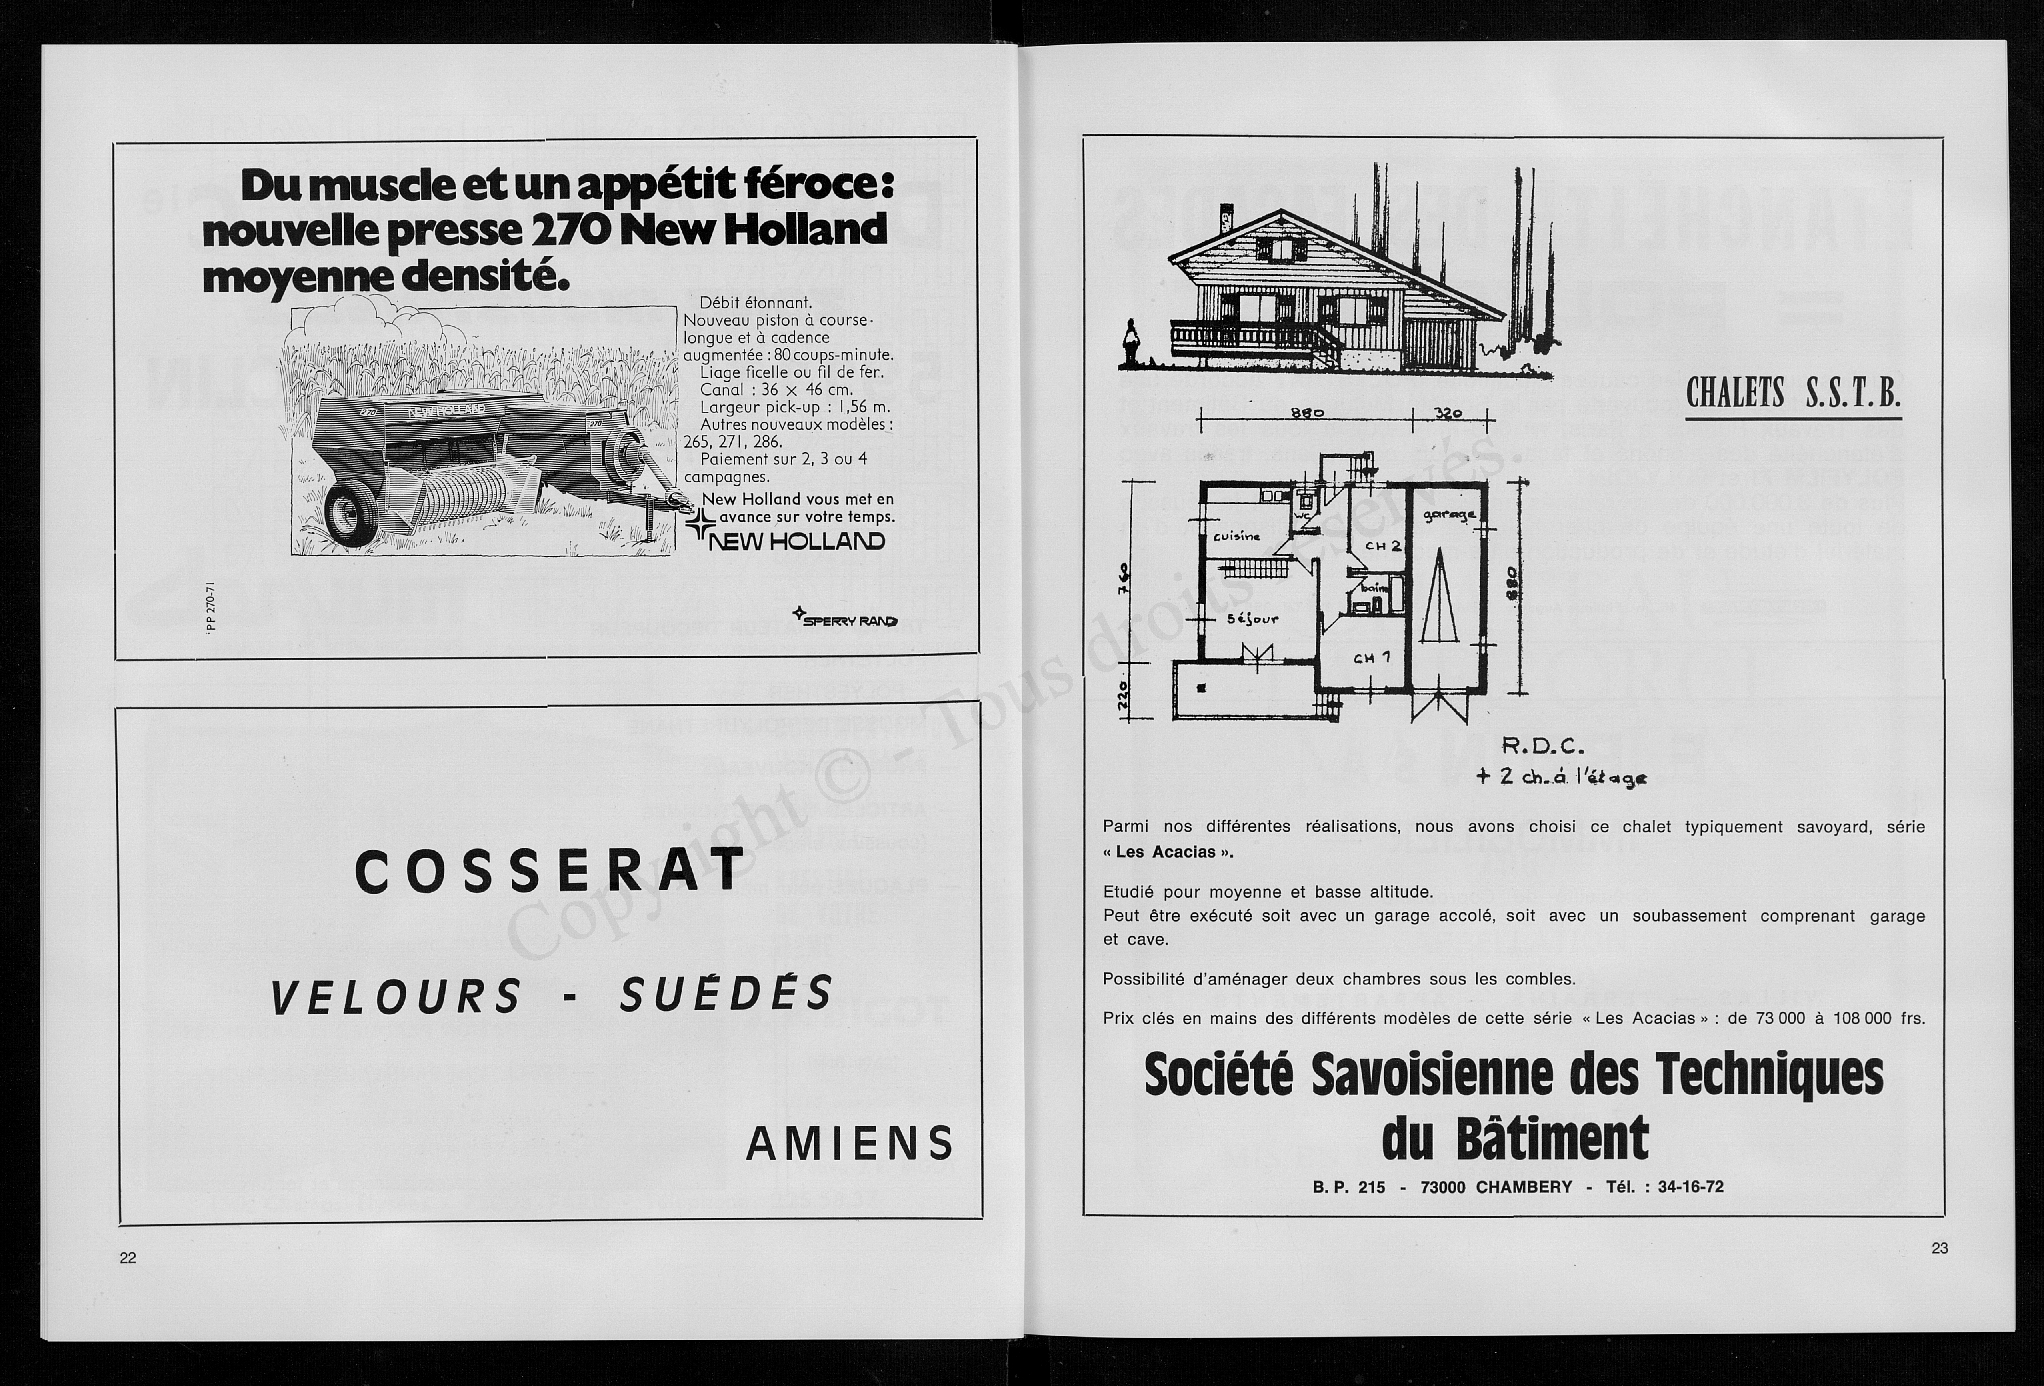 Du muscle et un appétit féroce:
nouvelle presse 270 New Holland
moyenne densité.
Débit étonnant.
Nouveau piston à course-
longue et à cadence
augmentée : 80 coups-minute.
Liage ficelle ou fil de fer.
Canal : 36 × 46 cm.
Largeur pick-up : 1,56 m.
Autres nouveaux modèles :
265, 271, 286.
Paiement sur 2, 3 ou 4
campagnes.
New Holland vous met en
avance sur votre temps.
NEW HOLLAND
270
NEW HOLLAND
270
PP 270-71
SPERRY RAND
COSSERAT
VELOURS - SUÉDÉS
AMIENS
22
CHALETS S.S.T.B.
880
320
garage
wc
cuisine
CH 2
760
880
bains
séjour
CH 1
220
R.D.C.
+ 2 ch. à l'étage
Parmi nos différentes réalisations, nous avons choisi ce chalet typiquement savoyard, série
« Les Acacias ».
Etudié pour moyenne et basse altitude.
Peut être exécuté soit avec un garage accolé, soit avec un soubassement comprenant garage
et cave.
Possibilité d'aménager deux chambres sous les combles.
Prix clés en mains des différents modèles de cette série « Les Acacias » : de 73 000 à 108 000 frs.
Société Savoisienne des Techniques
du Bâtiment
B. P. 215 - 73000 CHAMBERY - Tél. : 34-16-72
23
Copyright © - Tous droits réservés.